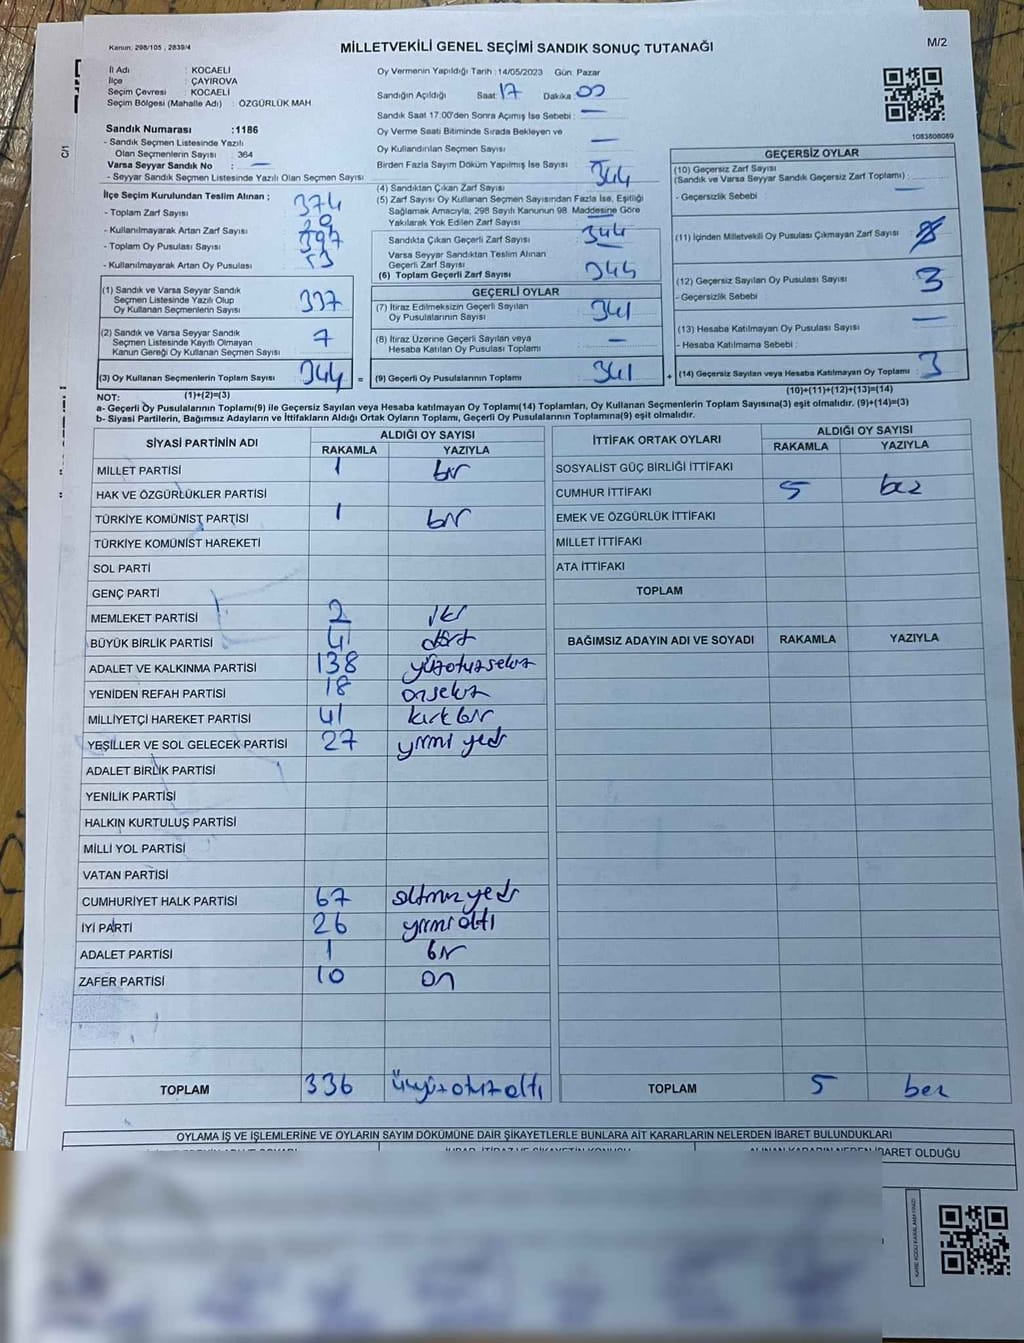 Kanun: 298/105 , 2839/4
MİLLETVEKİLİ GENEL SEÇİMİ SANDIK SONUÇ TUTANAĞI
M/2
İl Adı : KOCAELİ
İlçe : ÇAYIROVA
Seçim Çevresi : KOCAELİ
Seçim Bölgesi (Mahalle Adı) : ÖZGÜRLÜK MAH
Sandık Numarası :1186
- Sandık Seçmen Listesinde Yazılı
Olan Seçmenlerin Sayısı : 364
Varsa Seyyar Sandık No : —
- Seyyar Sandık Seçmen Listesinde Yazılı Olan Seçmen Sayısı
İlçe Seçim Kurulundan Teslim Alınan ;
- Toplam Zarf Sayısı 374
- Kullanılmayarak Artan Zarf Sayısı
- Toplam Oy Pusulası Sayısı 397
- Kullanılmayarak Artan Oy Pusulası 53
(1) Sandık ve Varsa Seyyar Sandık
Seçmen Listesinde Yazılı Olup
Oy Kullanan Seçmenlerin Sayısı 337
(2) Sandık ve Varsa Seyyar Sandık
Seçmen Listesinde Kayıtlı Olmayan
Kanun Gereği Oy Kullanan Seçmen Sayısı 7
(3) Oy Kullanan Seçmenlerin Toplam Sayısı 344 =
(1)+(2)=(3)
Oy Vermenin Yapıldığı Tarih :14/05/2023 Gün: Pazar
Sandığın Açıldığı Saat: 17 Dakika : 00
Sandık Saat 17:00'den Sonra Açımış İse Sebebi : —
Oy Verme Saati Bitiminde Sırada Bekleyen ve
Oy Kullandırılan Seçmen Sayısı —
Birden Fazla Sayım Döküm Yapılmış İse Sayısı —
(4) Sandıktan Çıkan Zarf Sayısı 344
(5) Zarf Sayısı Oy Kullanan Seçmen Sayısından Fazla İse, Eşitliği
Sağlamak Amacıyla; 298 Sayılı Kanunun 98. Maddesine Göre
Yakılarak Yok Edilen Zarf Sayısı —
Sandıkta Çıkan Geçerli Zarf Sayısı 344
Varsa Seyyar Sandıktan Teslim Alınan
Geçerli Zarf Sayısı —
(6) Toplam Geçerli Zarf Sayısı 344
GEÇERLİ OYLAR
(7) İtiraz Edilmeksizin Geçerli Sayılan
Oy Pusulalarının Sayısı 341
(8) İtiraz Üzerine Geçerli Sayılan veya
Hesaba Katılan Oy Pusulası Toplamı —
(9) Geçerli Oy Pusulalarının Toplamı 341 +
1083808089
GEÇERSİZ OYLAR
(10) Geçersiz Zarf Sayısı
(Sandık ve Varsa Seyyar Sandık Geçersiz Zarf Toplamı) :
- Geçersizlik Sebebi —
(11) İçinden Milletvekili Oy Pusulası Çıkmayan Zarf Sayısı
(12) Geçersiz Sayılan Oy Pusulası Sayısı 3
- Geçersizlik Sebebi
(13) Hesaba Katılmayan Oy Pusulası Sayısı —
- Hesaba Katılmama Sebebi :
(14) Geçersiz Sayılan veya Hesaba Katılmayan Oy Toplamı : 3
(10)+(11)+(12)+(13)=(14)
NOT:
a- Geçerli Oy Pusulalarının Toplamı(9) ile Geçersiz Sayılan veya Hesaba katılmayan Oy Toplamı(14) Toplamları, Oy Kullanan Seçmenlerin Toplam Sayısına(3) eşit olmalıdır. (9)+(14)=(3)
b- Siyasi Partilerin, Bağımsız Adayların ve İttifakların Aldığı Ortak Oyların Toplamı, Geçerli Oy Pusulalarının Toplamına(9) eşit olmalıdır.
SİYASİ PARTİNİN ADI ALDIĞI OY SAYISI
RAKAMLA YAZIYLA
MİLLET PARTİSİ 1 bir
HAK VE ÖZGÜRLÜKLER PARTİSİ
TÜRKİYE KOMÜNİST PARTİSİ 1 bir
TÜRKİYE KOMÜNİST HAREKETİ
SOL PARTİ
GENÇ PARTİ
MEMLEKET PARTİSİ 2 iki
BÜYÜK BİRLİK PARTİSİ 4 dört
ADALET VE KALKINMA PARTİSİ 138 yüzotuzsekiz
YENİDEN REFAH PARTİSİ 18 onsekiz
MİLLİYETÇİ HAREKET PARTİSİ 41 kırk bir
YEŞİLLER VE SOL GELECEK PARTİSİ 27 yirmi yedi
ADALET BİRLİK PARTİSİ
YENİLİK PARTİSİ
HALKIN KURTULUŞ PARTİSİ
MİLLİ YOL PARTİSİ
VATAN PARTİSİ
CUMHURİYET HALK PARTİSİ 67 altmışyedi
İYİ PARTİ 26 yirmi altı
ADALET PARTİSİ 1 bir
ZAFER PARTİSİ 10 on
TOPLAM 336 üçyüzotuzaltı
İTTİFAK ORTAK OYLARI ALDIĞI OY SAYISI
RAKAMLA YAZIYLA
SOSYALİST GÜÇ BİRLİĞİ İTTİFAKI
CUMHUR İTTİFAKI 5 beş
EMEK VE ÖZGÜRLÜK İTTİFAKI
MİLLET İTTİFAKI
ATA İTTİFAKI
TOPLAM
BAĞIMSIZ ADAYIN ADI VE SOYADI RAKAMLA YAZIYLA
TOPLAM 5 beş
OYLAMA İŞ VE İŞLEMLERİNE VE OYLARIN SAYIM DÖKÜMÜNE DAİR ŞİKAYETLERLE BUNLARA AİT KARARLARIN NELERDEN İBARET BULUNDUKLARI